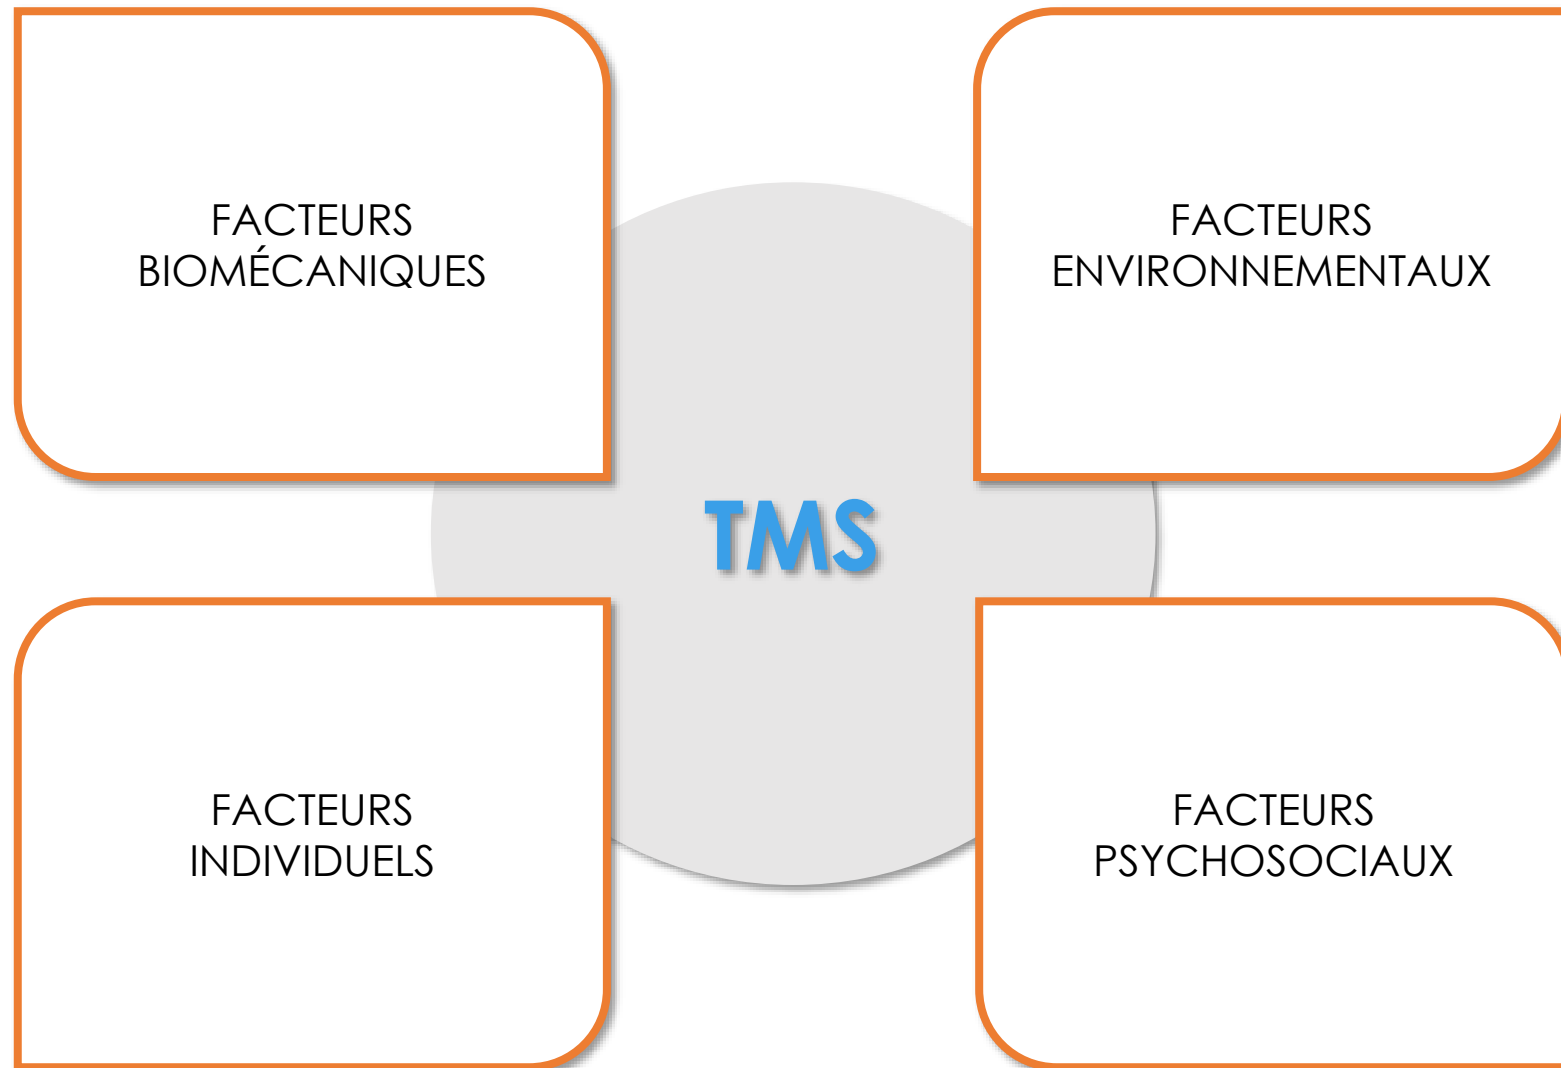 FACTEURS
BIOMÉCANIQUES
FACTEURS
ENVIRONNEMENTAUX
TMS
FACTEURS
INDIVIDUELS
FACTEURS
PSYCHOSOCIAUX